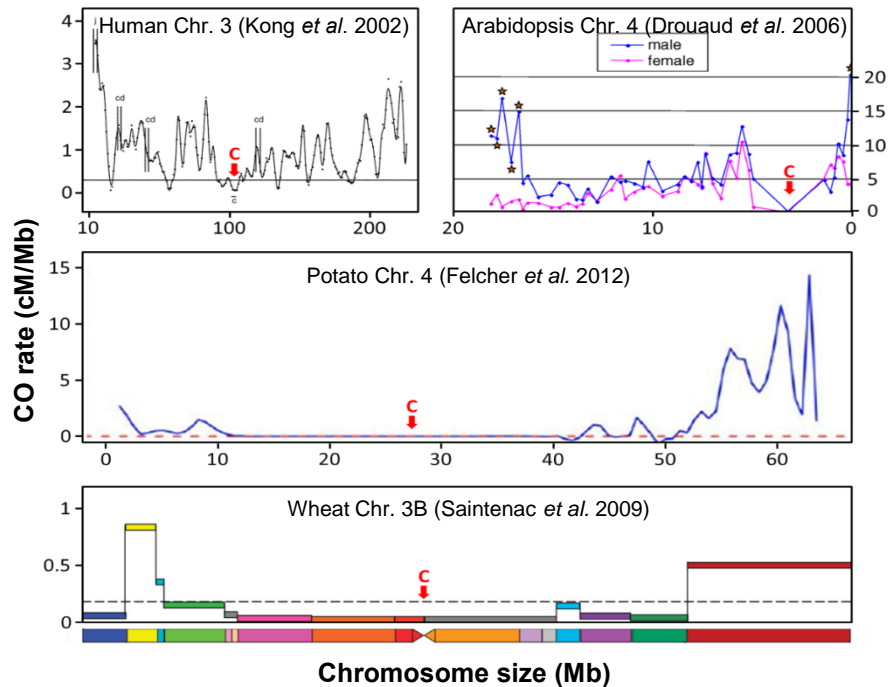 Human Chr. 3 (Kong et al. 2002)
4
3
2
1
0
cd
cd
cd
C
c
10
100
200
Arabidopsis Chr. 4 (Drouaud et al. 2006)
male
female
20
15
10
5
0
C
20
10
0
CO rate (cM/Mb)
Potato Chr. 4 (Felcher et al. 2012)
15
10
5
0
C
0
10
20
30
40
50
60
Wheat Chr. 3B (Saintenac et al. 2009)
1
0.5
0
C
Chromosome size (Mb)